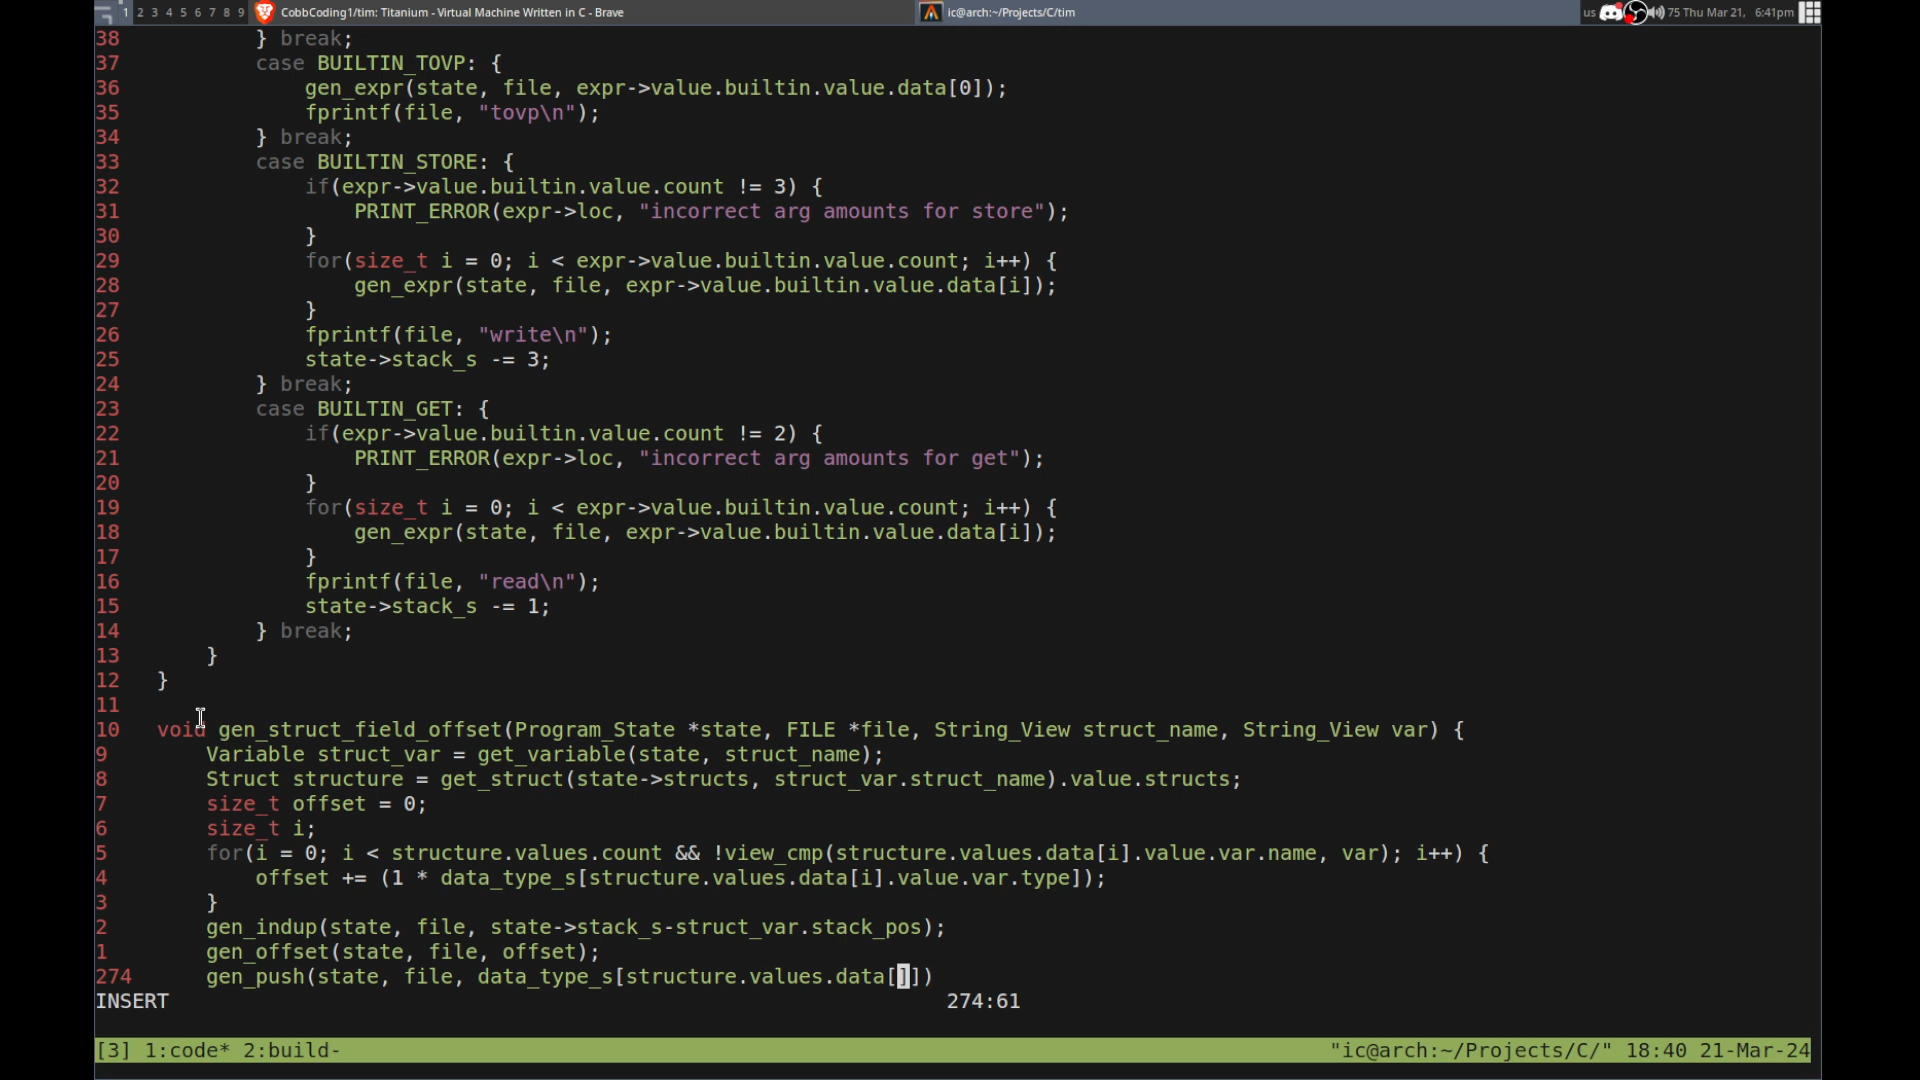 1 2 3 4 5 6 7 8 9 CobbCoding1/tim: Titanium - Virtual Machine Written in C - Brave ic@arch:~/Projects/C/tim us 75 Thu Mar 21, 6:41pm
38 } break;
37 case BUILTIN_TOVP: {
36 gen_expr(state, file, expr->value.builtin.value.data[0]);
35 fprintf(file, "tovp\n");
34 } break;
33 case BUILTIN_STORE: {
32 if(expr->value.builtin.value.count != 3) {
31 PRINT_ERROR(expr->loc, "incorrect arg amounts for store");
30 }
29 for(size_t i = 0; i < expr->value.builtin.value.count; i++) {
28 gen_expr(state, file, expr->value.builtin.value.data[i]);
27 }
26 fprintf(file, "write\n");
25 state->stack_s -= 3;
24 } break;
23 case BUILTIN_GET: {
22 if(expr->value.builtin.value.count != 2) {
21 PRINT_ERROR(expr->loc, "incorrect arg amounts for get");
20 }
19 for(size_t i = 0; i < expr->value.builtin.value.count; i++) {
18 gen_expr(state, file, expr->value.builtin.value.data[i]);
17 }
16 fprintf(file, "read\n");
15 state->stack_s -= 1;
14 } break;
13 }
12 }
11
10 void gen_struct_field_offset(Program_State *state, FILE *file, String_View struct_name, String_View var) {
9 Variable struct_var = get_variable(state, struct_name);
8 Struct structure = get_struct(state->structs, struct_var.struct_name).value.structs;
7 size_t offset = 0;
6 size_t i;
5 for(i = 0; i < structure.values.count && !view_cmp(structure.values.data[i].value.var.name, var); i++) {
4 offset += (1 * data_type_s[structure.values.data[i].value.var.type]);
3 }
2 gen_indup(state, file, state->stack_s-struct_var.stack_pos);
1 gen_offset(state, file, offset);
274 gen_push(state, file, data_type_s[structure.values.data[]])
INSERT 274:61
[3] 1:code* 2:build- "ic@arch:~/Projects/C/" 18:40 21-Mar-24